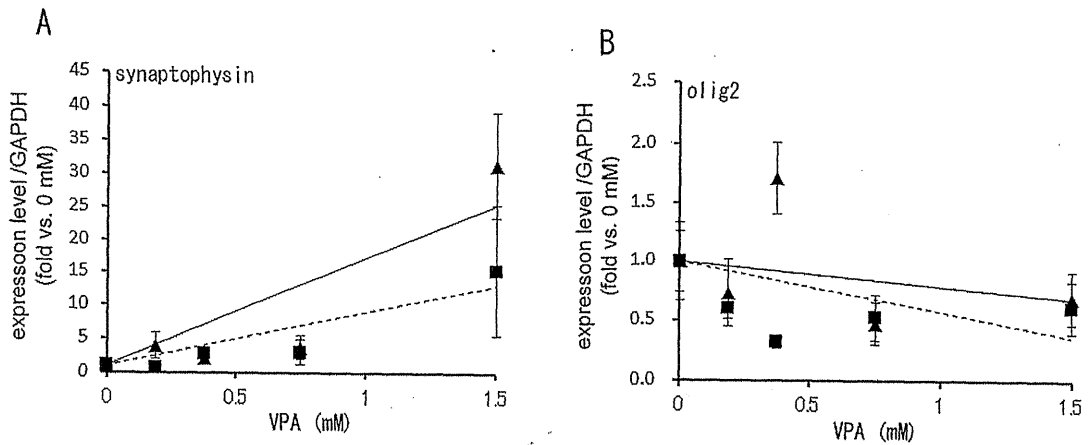 A
synaptophysin
expressoon level/GAPDH
(fold vs. 0 mM)
45
40
35
30
25
20
15
10
5
0
0
0.5
1
1.5
VPA (mM)
B
olig2
expressoon level/GAPDH
(fold vs. 0 mM)
2.5
2.0
1.5
1.0
0.5
0.0
0
0.5
1
1.5
VPA (mM)